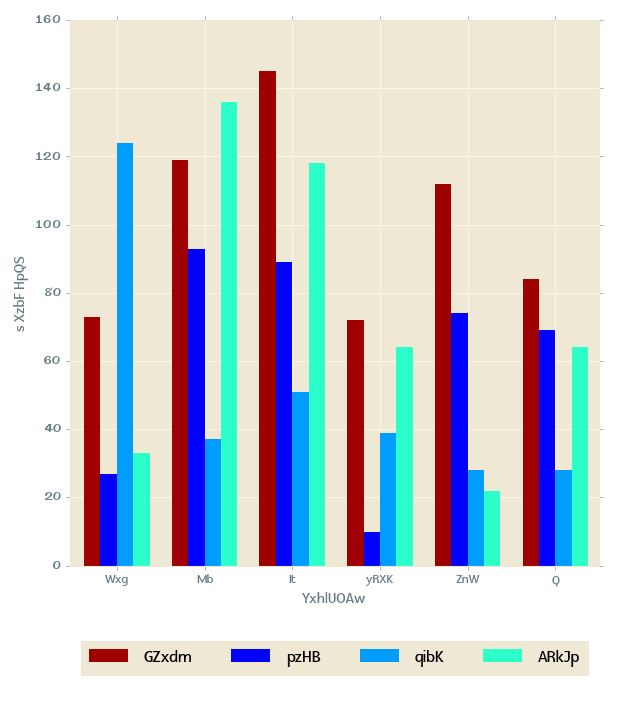 160
140
120
100
80
60
40
20
0
s XzbF HpQS
Wxg Mb It yRXK ZnW Q
YxhlUOAw
GZxdm pzHB qibK ARkJp